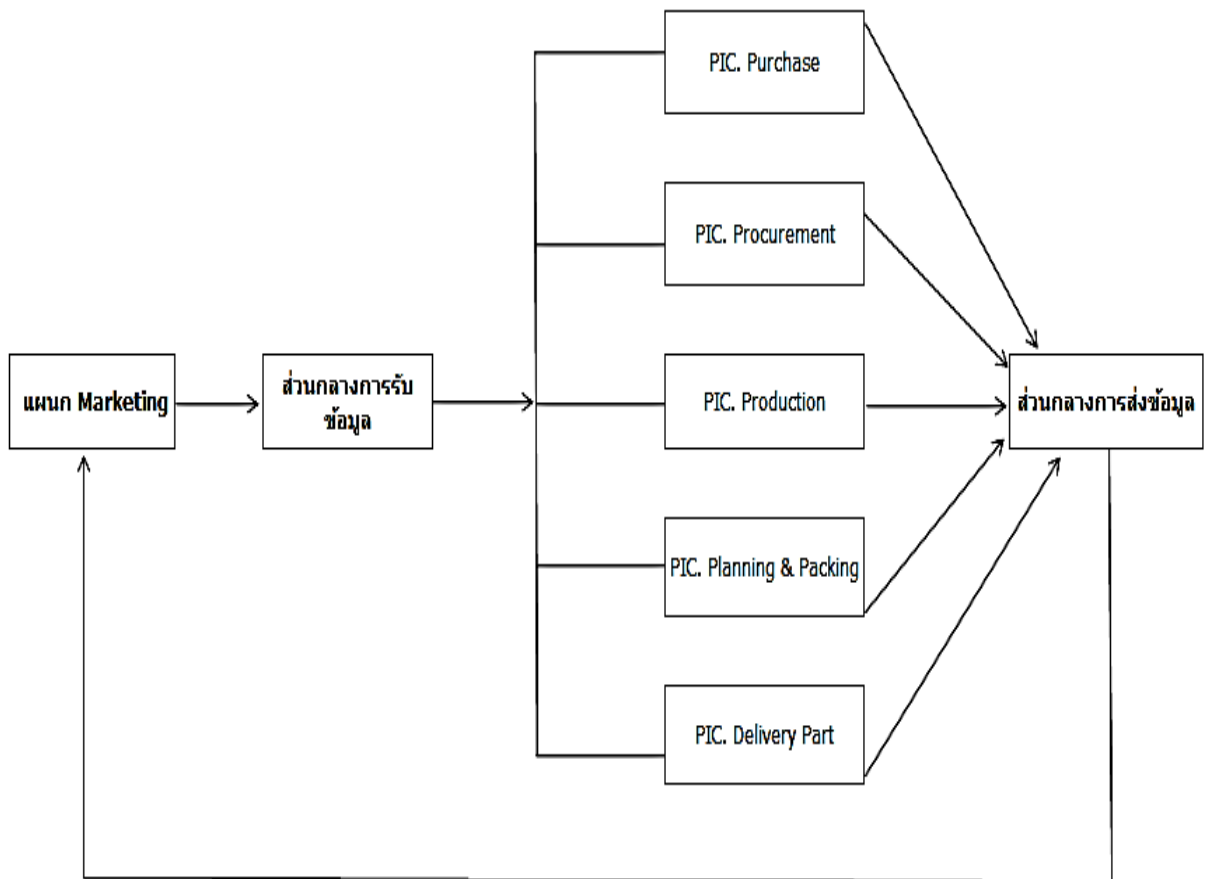 PIC. Purchase
PIC. Procurement
แผนก Marketing
ส่วนกลางการรับ
ข้อมูล
PIC. Production
ส่วนกลางการส่งข้อมูล
PIC. Planning & Packing
PIC. Delivery Part